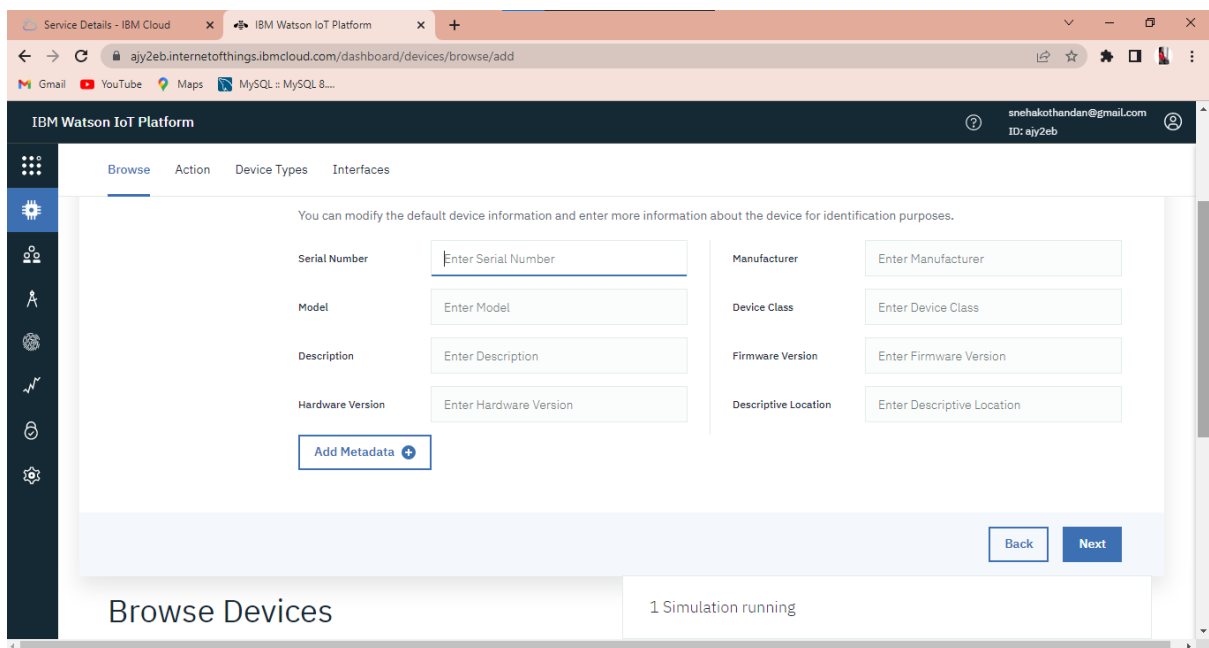 Service Details - IBM Cloud
IBM Watson IoT Platform
ajy2eb.internetofthings.ibmcloud.com/dashboard/devices/browse/add
Gmail YouTube Maps MySQL :: MySQL 8....
IBM Watson IoT Platform
snehakothandan@gmail.com
ID: ajy2eb
Browse Action Device Types Interfaces
You can modify the default device information and enter more information about the device for identification purposes.
Serial Number Enter Serial Number Manufacturer Enter Manufacturer
Model Enter Model Device Class Enter Device Class
Description Enter Description Firmware Version Enter Firmware Version
Hardware Version Enter Hardware Version Descriptive Location Enter Descriptive Location
Add Metadata
Back Next
Browse Devices
1 Simulation running